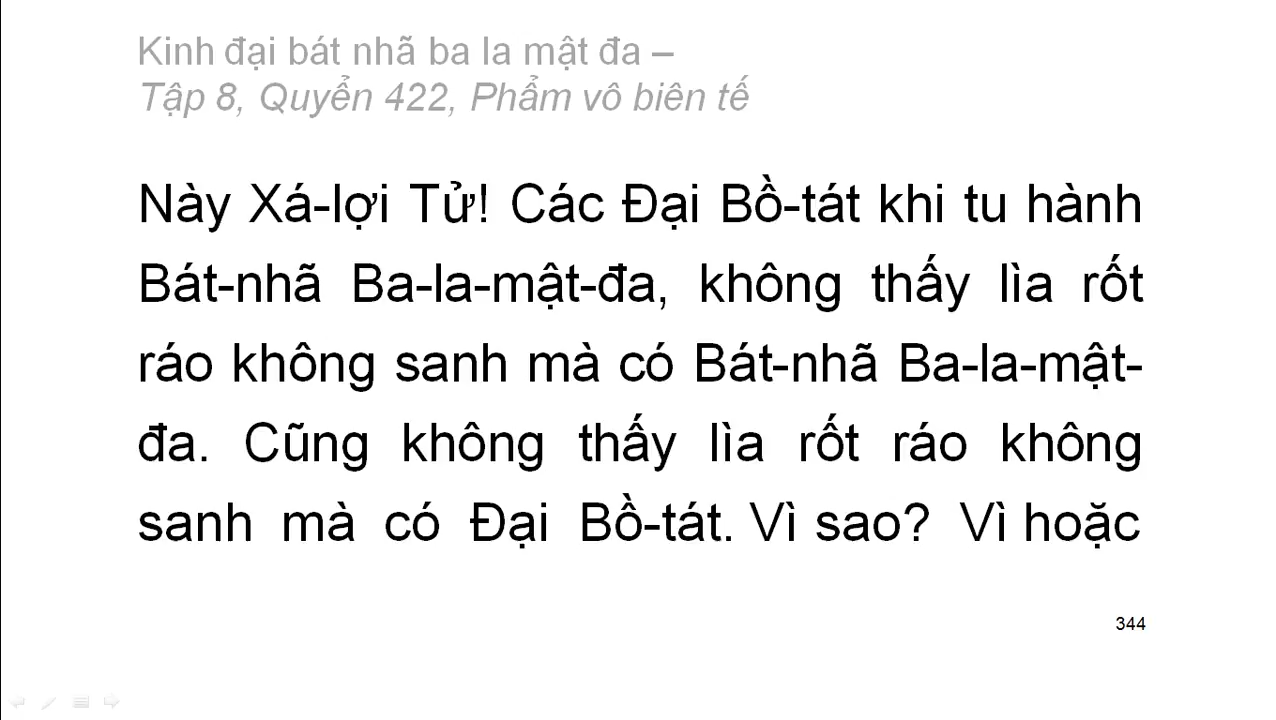 Kinh đại bát nhã ba la mật đa –
Tập 8, Quyển 422, Phẩm vô biên tế
Này Xá-lợi Tử! Các Đại Bồ-tát khi tu hành
Bát-nhã Ba-la-mật-đa, không thấy lìa rốt
ráo không sanh mà có Bát-nhã Ba-la-mật-
đa. Cũng không thấy lìa rốt ráo không
sanh mà có Đại Bồ-tát. Vì sao? Vì hoặc
344